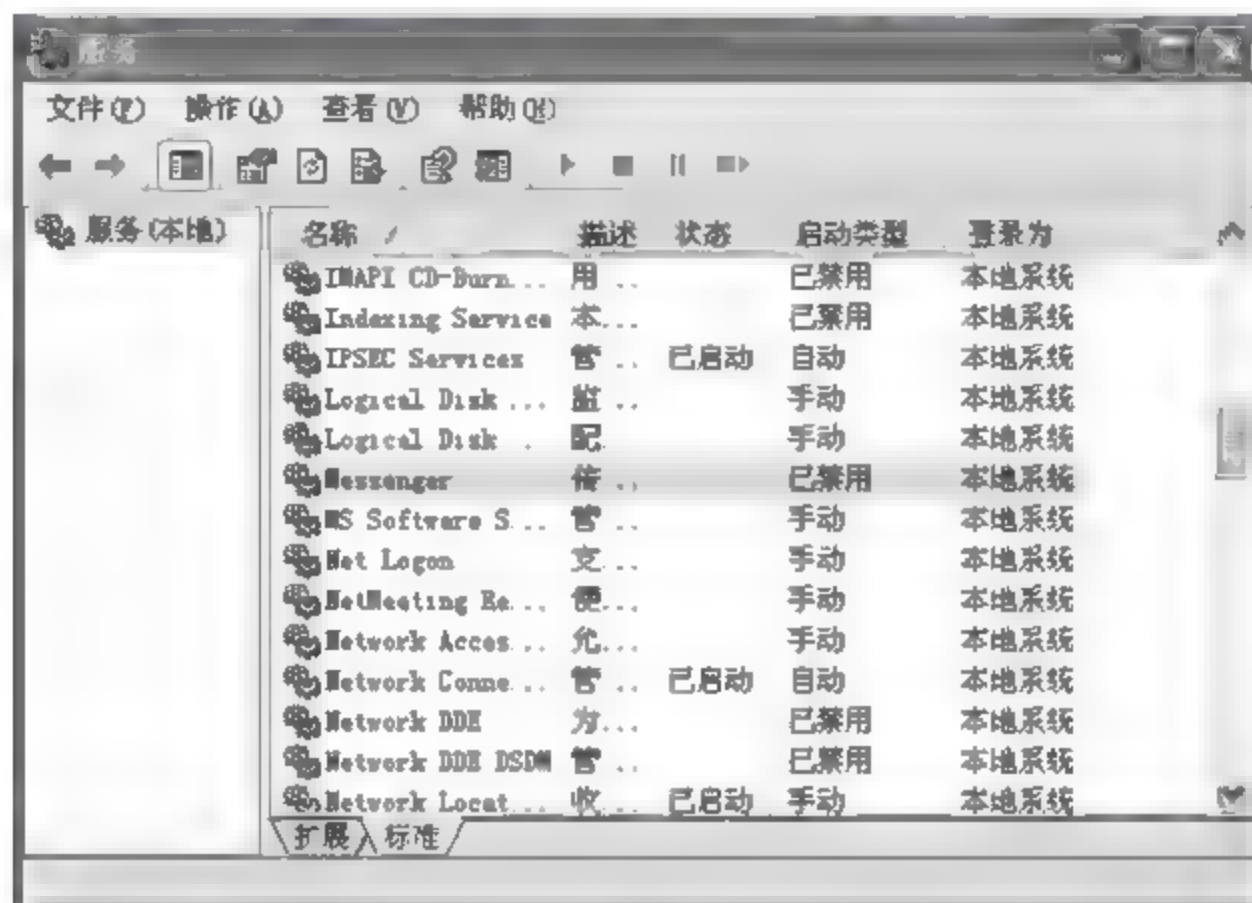 服务
文件(F) 操作(A) 查看(V) 帮助(H)
服务(本地)
名称 / 描述 状态 启动类型 登录为
IMAPI CD-Burn... 用 .. 已禁用 本地系统
Indexing Service 本... 已禁用 本地系统
IPSEC Services 管 .. 已启动 自动 本地系统
Logical Disk ... 监 .. 手动 本地系统
Logical Disk . 配. 手动 本地系统
Messenger 传 .. 已禁用 本地系统
MS Software S... 管 .. 手动 本地系统
Net Logon 支... 手动 本地系统
NetMeeting Re... 便... 手动 本地系统
Network Acces... 允... 手动 本地系统
Network Conne... 管 .. 已启动 自动 本地系统
Network DDE 为... 已禁用 本地系统
Network DDE DSDM 管 .. 已禁用 本地系统
Network Locat... 收... 已启动 手动 本地系统
扩展 标准